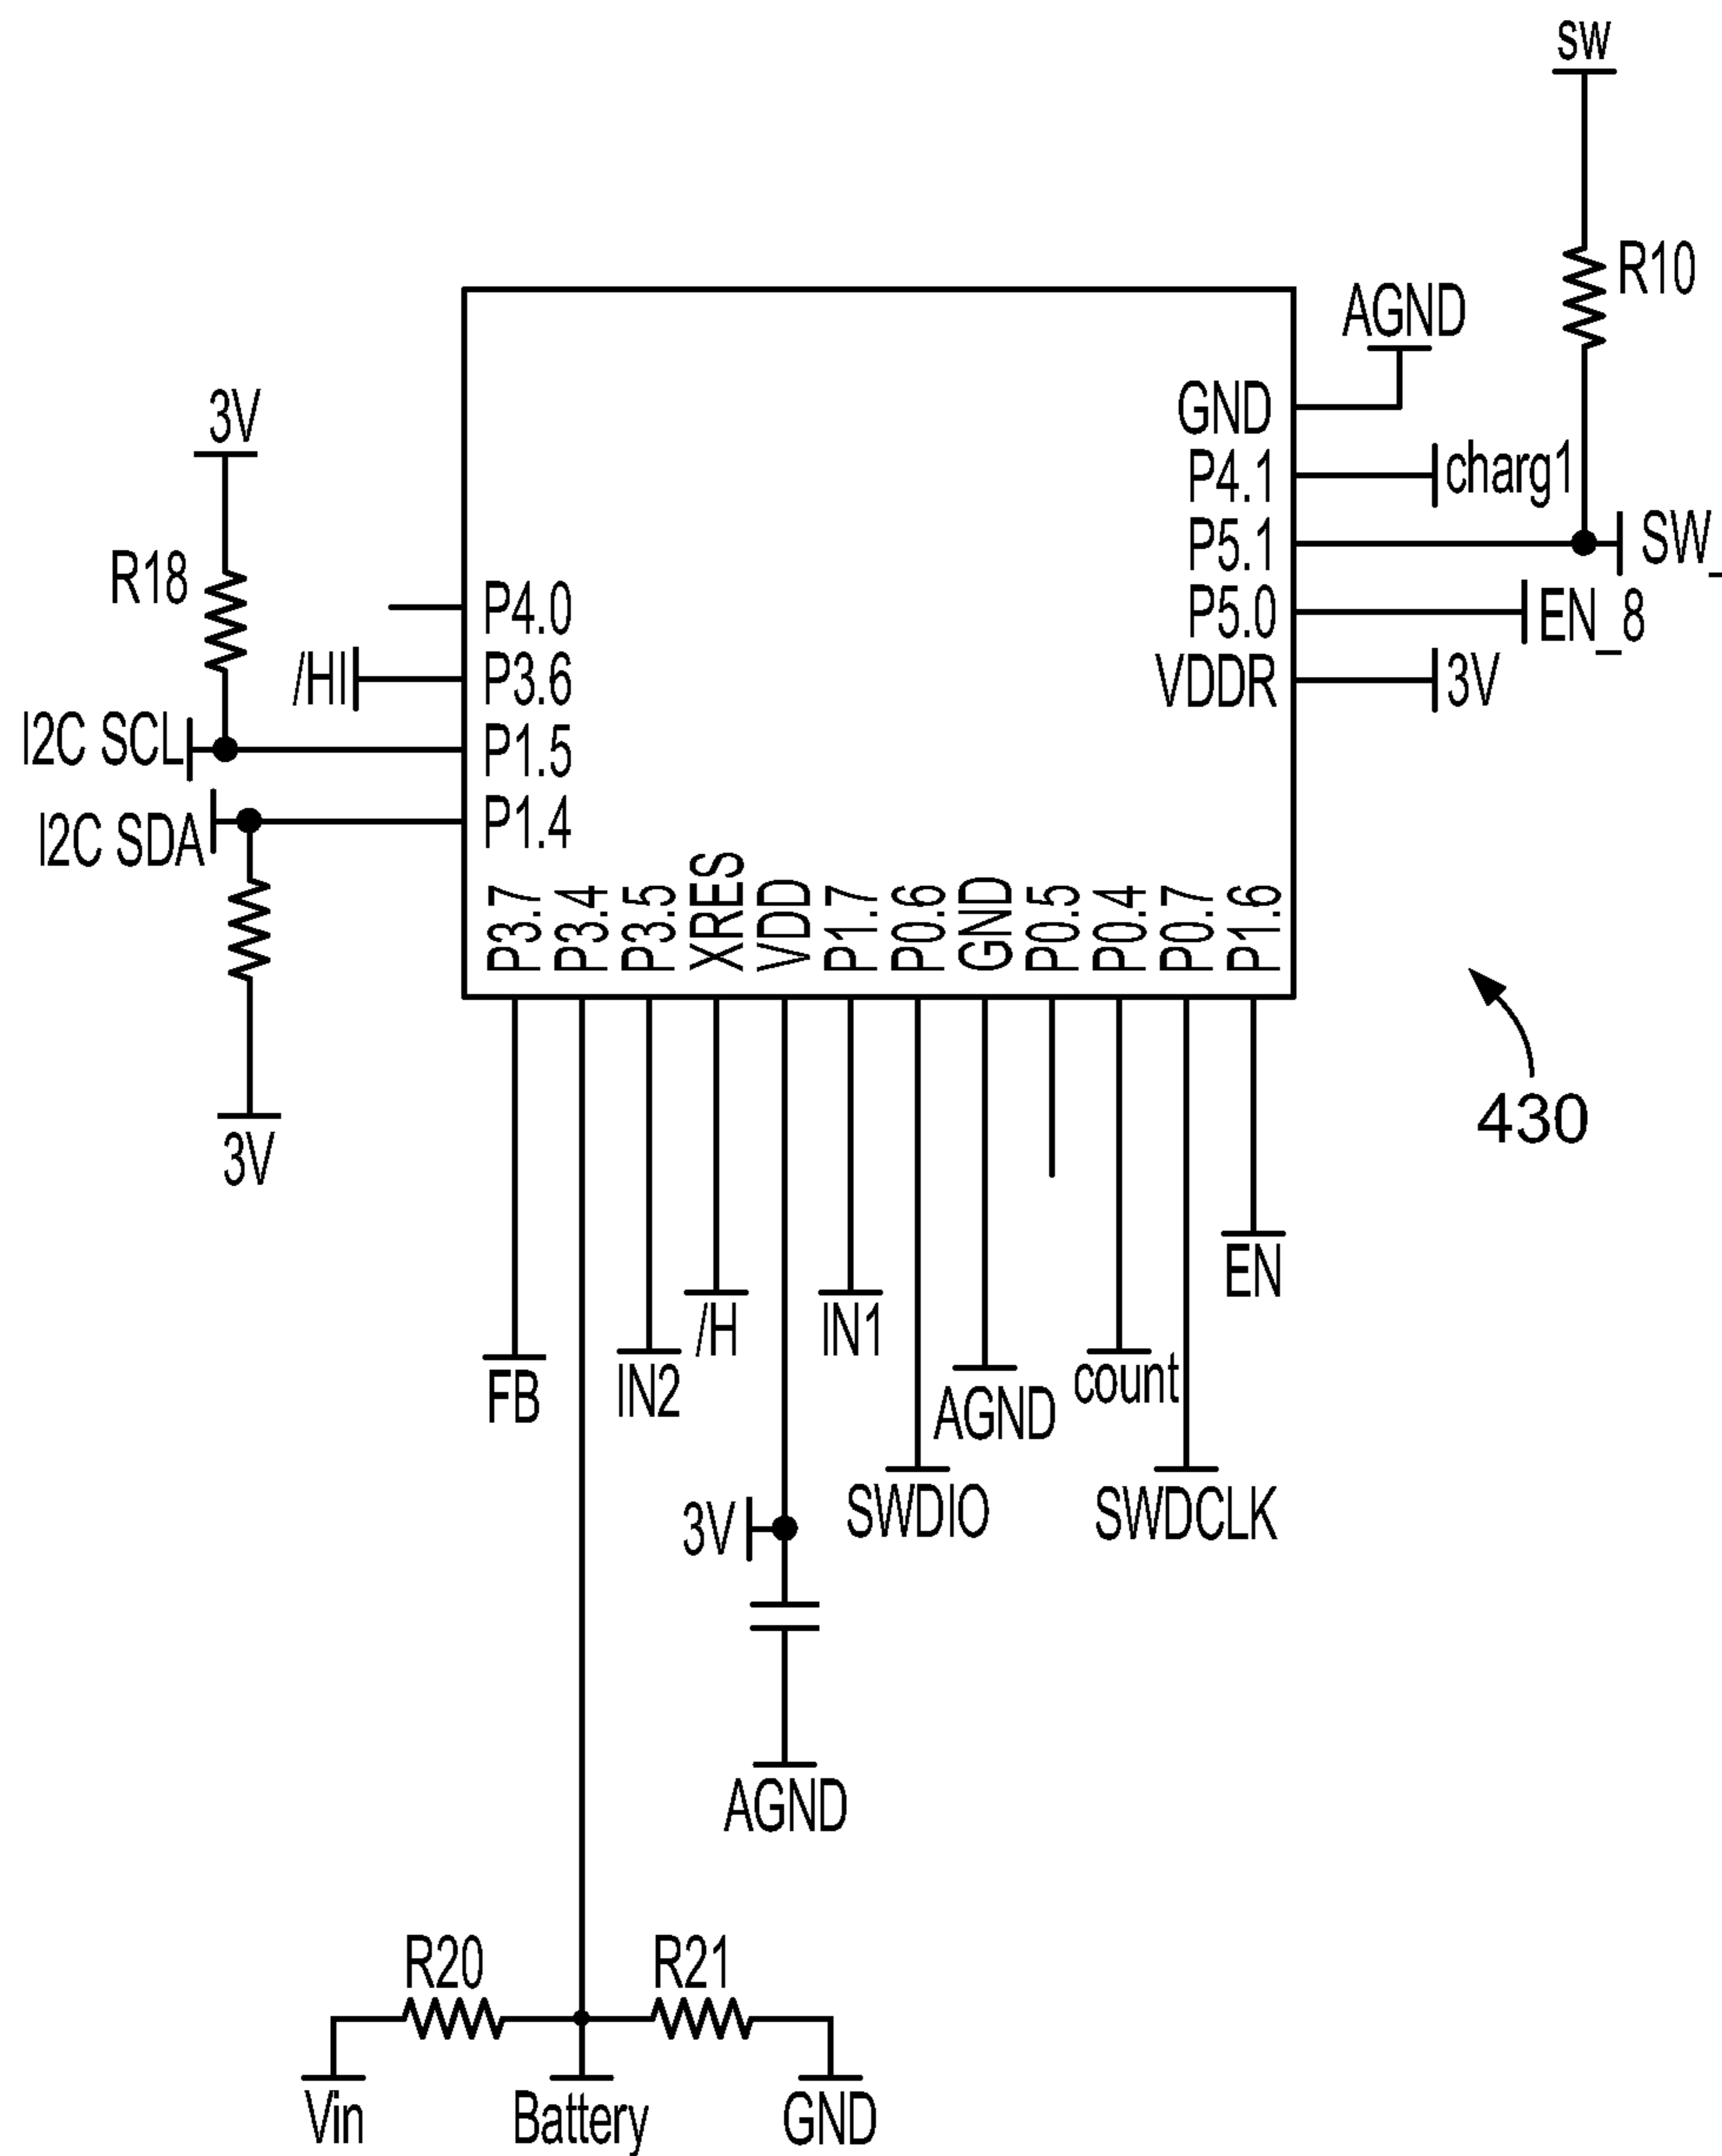 sw
R10
AGND
GND
3V
P4.1
charg1
P5.1
SW_
R18
P4.0
P5.0
EN_8
/HI
P3.6
VDDR
3V
I2C SCL
P1.5
I2C SDA
P1.4
P3.7
P3.4
P3.5
XRES
VDD
P1.7
P0.6
GND
P0.5
P0.4
P0.7
P1.6
430
3V
EN
/H
IN1
FB
IN2
AGND
count
3V
SWDIO
SWDCLK
AGND
R20
R21
Vin
Battery
GND